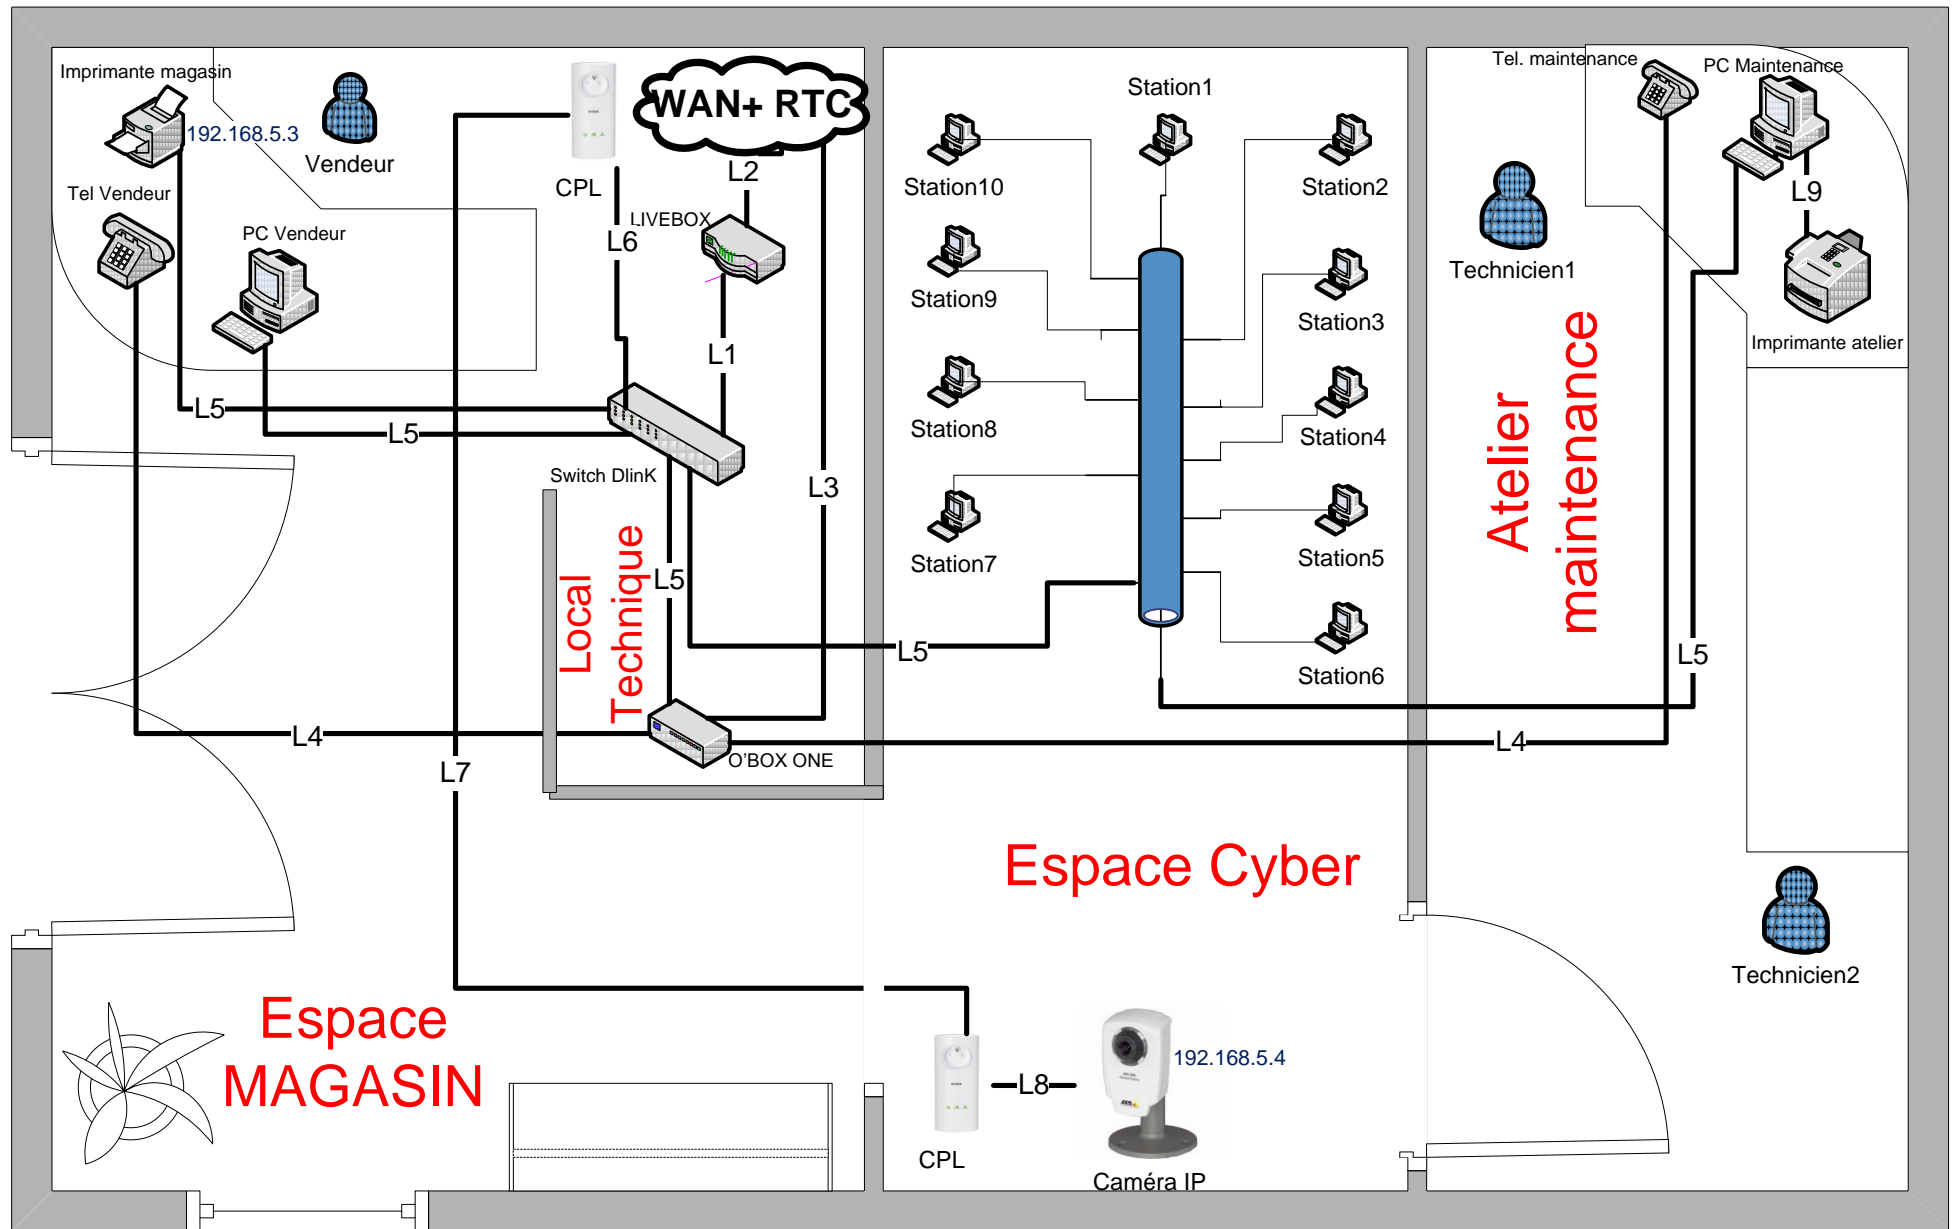 Imprimante magasin
192.168.5.3
Vendeur
Tel Vendeur
PC Vendeur
CPL
WAN+ RTC
L2
LIVEBOX
L6
L1
L5
L5
Switch DlinK
L3
Local
Technique
L5
L4
O'BOX ONE
L7
Espace
MAGASIN
Station1
Station10
Station2
Station9
Station3
Station8
Station4
Station7
Station5
Station6
L5
Espace Cyber
CPL
L8
192.168.5.4
Caméra IP
Tel. maintenance
PC Maintenance
L9
Technicien1
Imprimante atelier
Atelier
maintenance
L5
L4
Technicien2